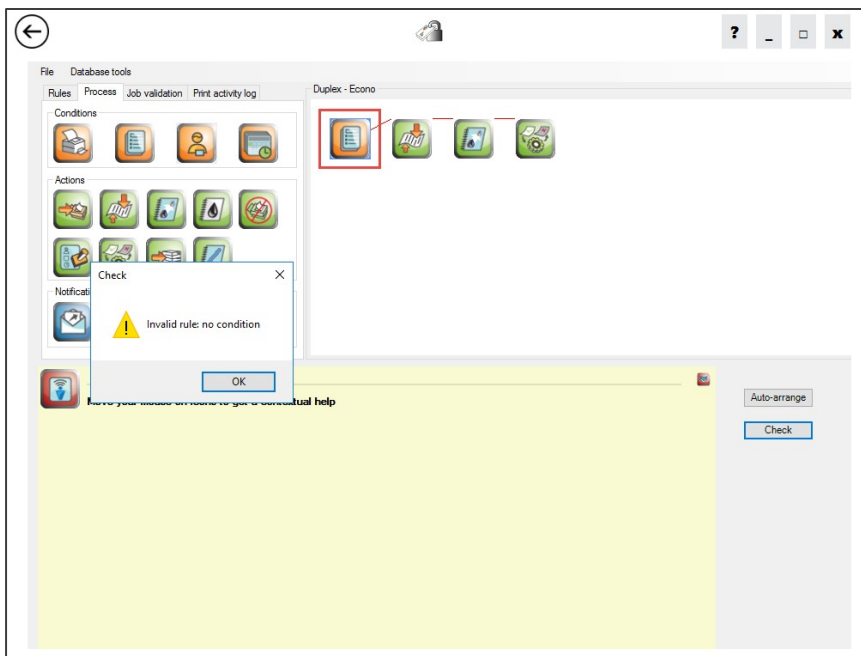 ?
_
x
File Database tools
Rules Process Job validation Print activity log
Duplex - Econo
Conditions
Actions
Check
Notificati
Invalid rule: no condition
OK
Move your mouse on icons to get a contextual help
Auto-arrange
Check